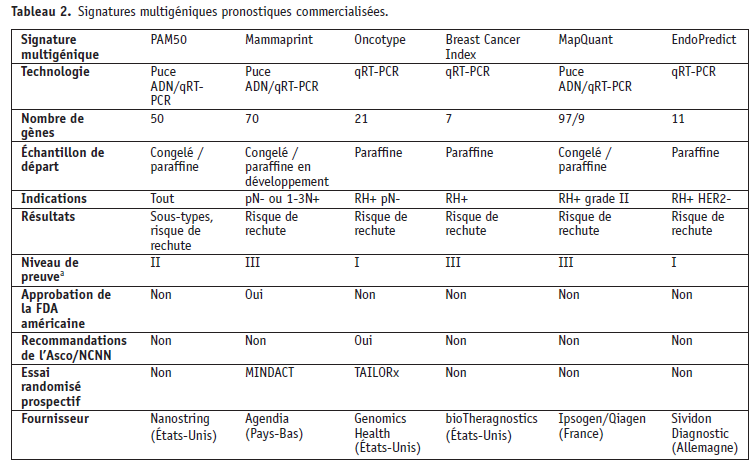 Tableau 2. Signatures multigéniques pronostiques commercialisées.
Signature multigénique | PAM50 | Mammaprint | Oncotype | Breast Cancer Index | MapQuant | EndoPredict
Technologie | Puce ADN/qRT-PCR | Puce ADN/qRT-PCR | qRT-PCR | qRT-PCR | Puce ADN/qRT-PCR | qRT-PCR
Nombre de gènes | 50 | 70 | 21 | 7 | 97/9 | 11
Échantillon de départ | Congelé / paraffine | Congelé / paraffine en développement | Paraffine | Paraffine | Congelé / paraffine | Paraffine
Indications | Tout | pN- ou 1-3N+ | RH+ pN- | RH+ | RH+ grade II | RH+ HER2-
Résultats | Sous-types, risque de rechute | Risque de rechute | Risque de rechute | Risque de rechute | Risque de rechute | Risque de rechute
Niveau de preuveᵃ | II | III | I | III | III | I
Approbation de la FDA américaine | Non | Oui | Non | Non | Non | Non
Recommandations de l'Asco/NCNN | Non | Non | Oui | Non | Non | Non
Essai randomisé prospectif | Non | MINDACT | TAILORx | Non | Non | Non
Fournisseur | Nanostring (États-Unis) | Agendia (Pays-Bas) | Genomics Health (États-Unis) | bioTheragnostics (États-Unis) | Ipsogen/Qiagen (France) | Sividon Diagnostic (Allemagne)